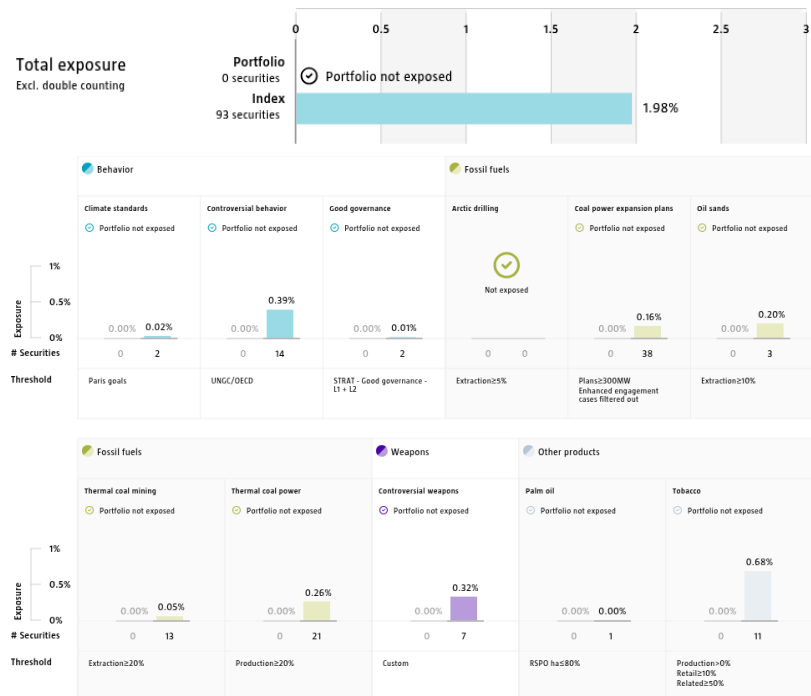 0 0.5 1 1.5 2 2.5 3
Total exposure
Excl. double counting
Portfolio
0 securities
Portfolio not exposed
Index
93 securities
1.98%
Behavior
Fossil fuels
Climate standards
Controversial behavior
Good governance
Arctic drilling
Coal power expansion plans
Oil sands
Portfolio not exposed
Portfolio not exposed
Portfolio not exposed
Portfolio not exposed
Portfolio not exposed
Not exposed
Exposure
1%
0.5%
0%
0.00% 0.02%
0.00% 0.39%
0.00% 0.01%
0.00% 0.16%
0.00% 0.20%
# Securities
0 2
0 14
0 2
0 0
0 38
0 3
Threshold
Paris goals
UNGC/OECD
STRAT - Good governance -
L1 + L2
Extraction≥5%
Plans≥300MW
Enhanced engagement
cases filtered out
Extraction≥10%
Fossil fuels
Weapons
Other products
Thermal coal mining
Thermal coal power
Controversial weapons
Palm oil
Tobacco
Portfolio not exposed
Portfolio not exposed
Portfolio not exposed
Portfolio not exposed
Portfolio not exposed
Exposure
1%
0.5%
0%
0.00% 0.05%
0.00% 0.26%
0.00% 0.32%
0.00% 0.00%
0.00% 0.68%
# Securities
0 13
0 21
0 7
0 1
0 11
Threshold
Extraction≥20%
Production≥20%
Custom
RSPO ha≤80%
Production>0%
Retail≥10%
Related≥50%